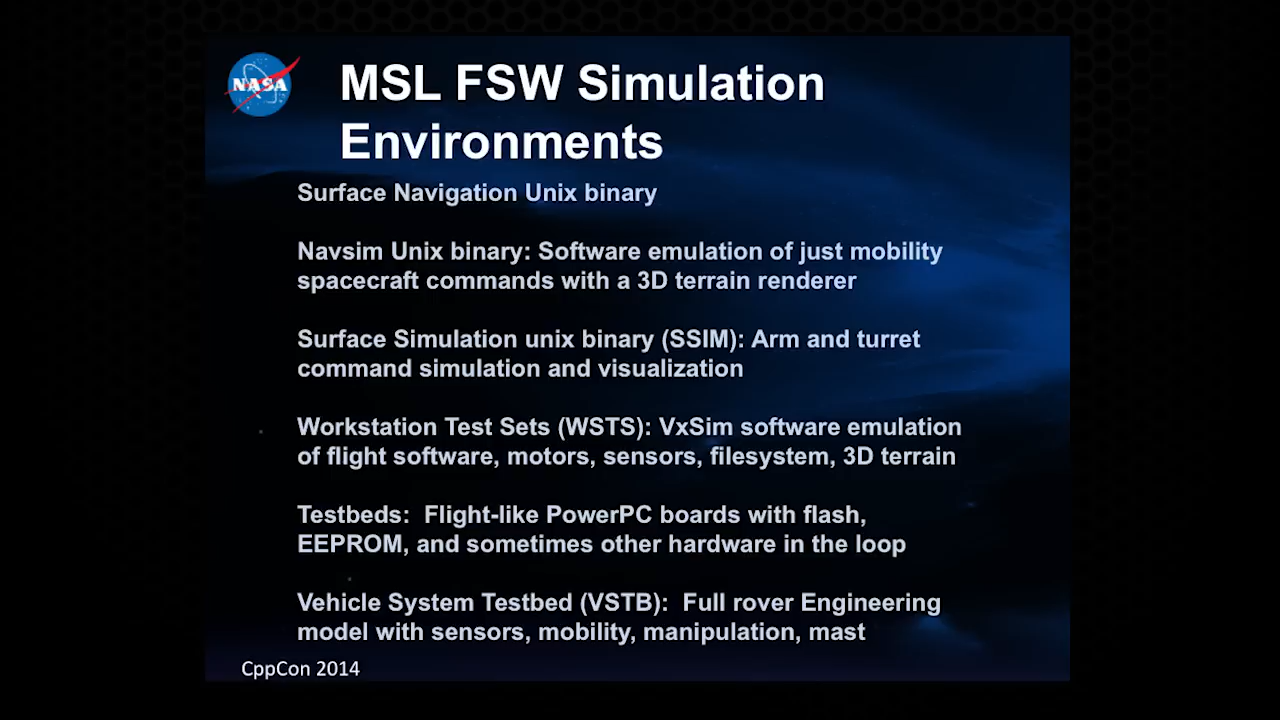 NASA
MSL FSW Simulation
Environments
Surface Navigation Unix binary
Navsim Unix binary: Software emulation of just mobility
spacecraft commands with a 3D terrain renderer
Surface Simulation unix binary (SSIM): Arm and turret
command simulation and visualization
Workstation Test Sets (WSTS): VxSim software emulation
of flight software, motors, sensors, filesystem, 3D terrain
Testbeds:  Flight-like PowerPC boards with flash,
EEPROM, and sometimes other hardware in the loop
Vehicle System Testbed (VSTB):  Full rover Engineering
model with sensors, mobility, manipulation, mast
CppCon 2014